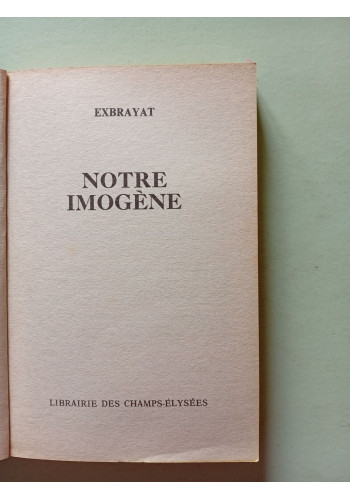 EXBRAYAT
NOTRE
IMOGÈNE
LIBRAIRIE DES CHAMPS-ÉLYSÉES